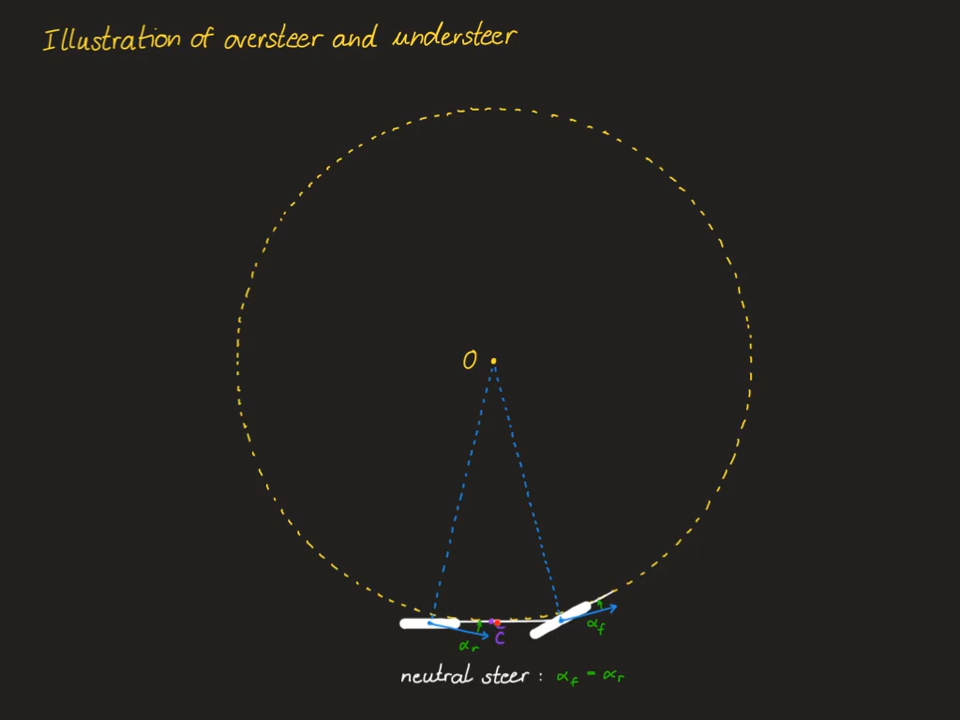 Illustration of oversteer and understeer
O
C
αr
αf
neutral steer : αf = αr